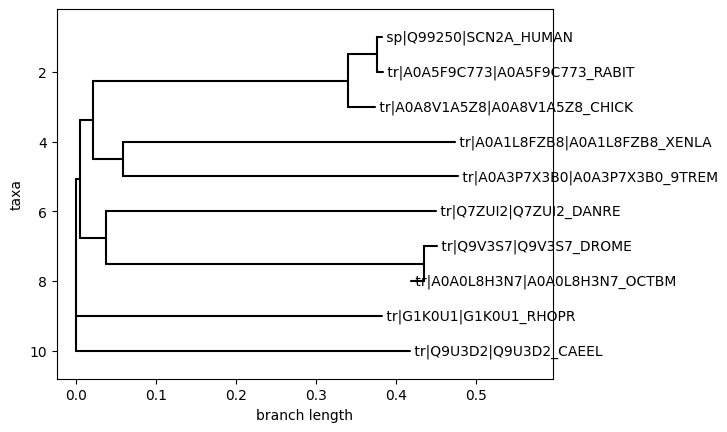 sp|Q99250|SCN2A_HUMAN
2
tr|A0A5F9C773|A0A5F9C773_RABIT
tr|A0A8V1A5Z8|A0A8V1A5Z8_CHICK
4
tr|A0A1L8FZB8|A0A1L8FZB8_XENLA
tr|A0A3P7X3B0|A0A3P7X3B0_9TREM
taxa
6
tr|Q7ZUI2|Q7ZUI2_DANRE
tr|Q9V3S7|Q9V3S7_DROME
8
tr|A0A0L8H3N7|A0A0L8H3N7_OCTBM
tr|G1K0U1|G1K0U1_RHOPR
10
tr|Q9U3D2|Q9U3D2_CAEEL
0.0 0.1 0.2 0.3 0.4 0.5
branch length